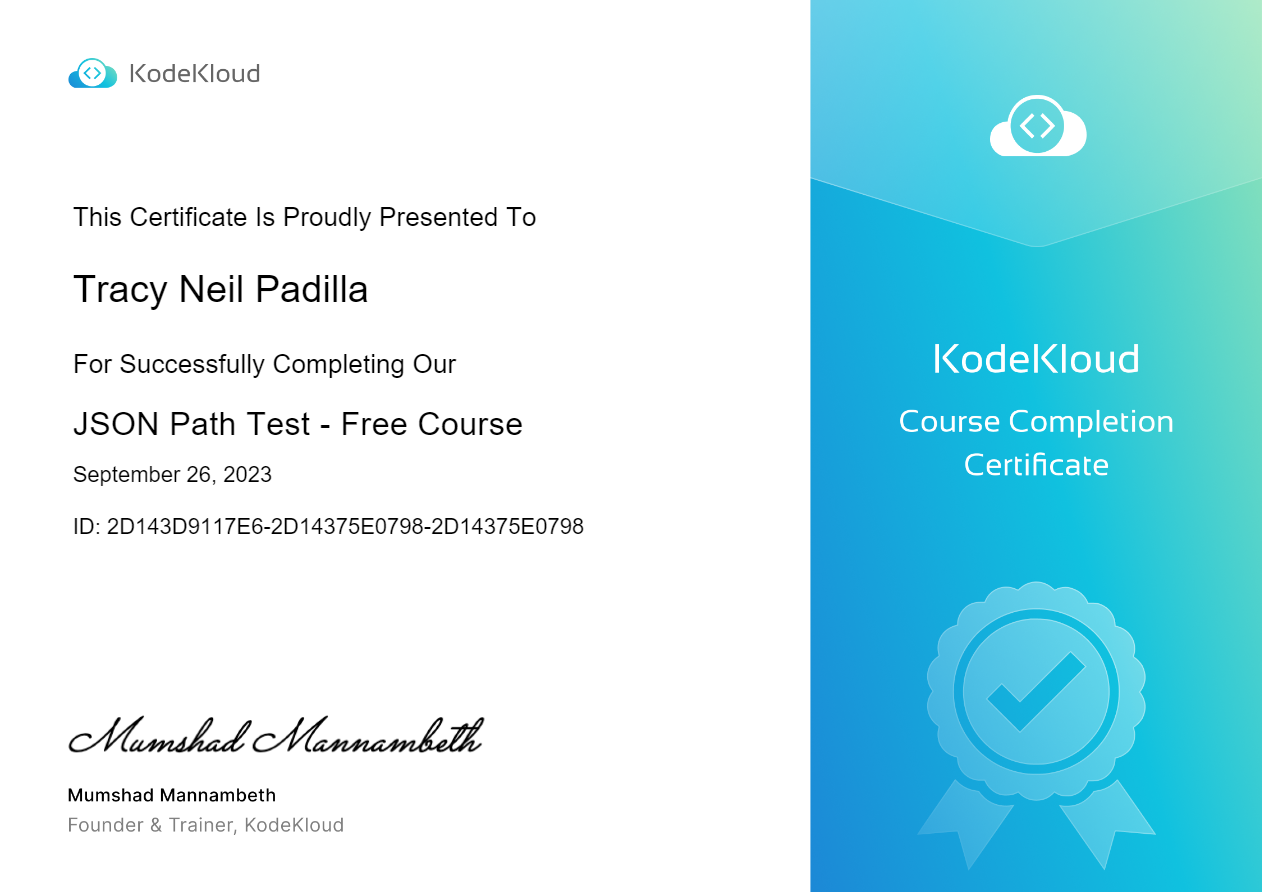 KodeKloud
This Certificate Is Proudly Presented To
Tracy Neil Padilla
For Successfully Completing Our
JSON Path Test - Free Course
September 26, 2023
ID: 2D143D9117E6-2D14375E0798-2D14375E0798
Mumshad Mannambeth
Mumshad Mannambeth
Founder & Trainer, KodeKloud
KodeKloud
Course Completion
Certificate